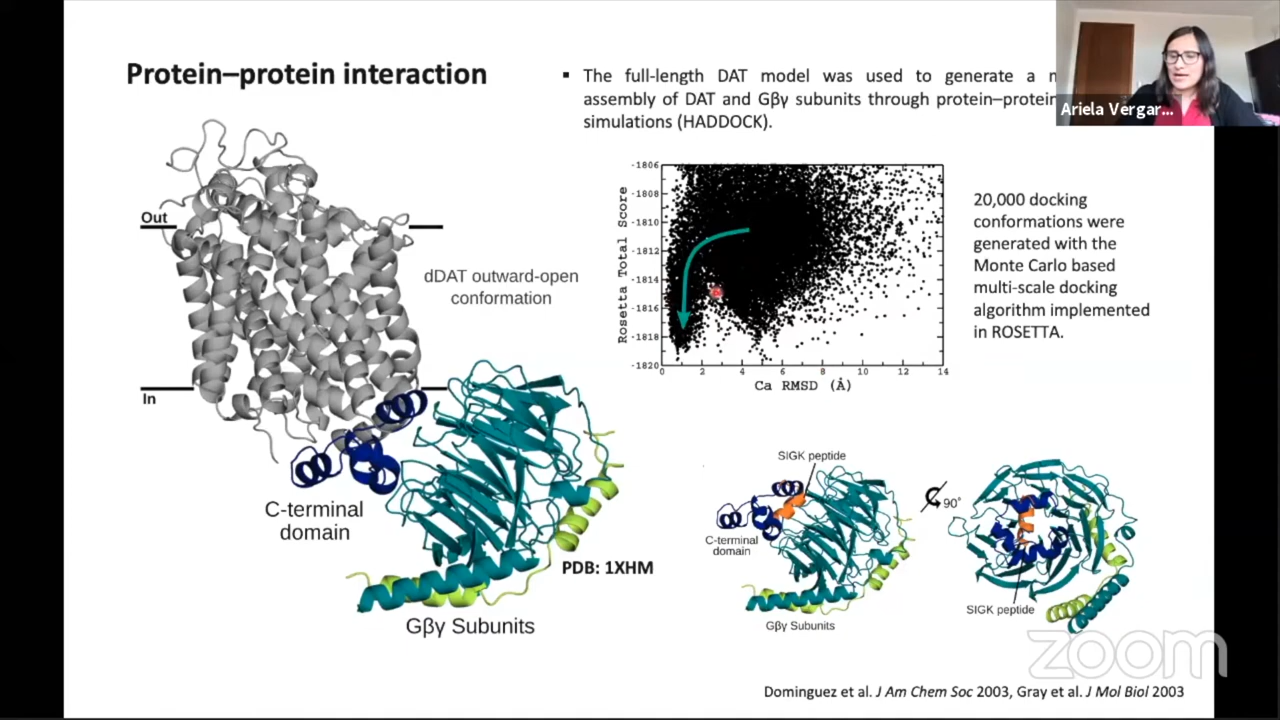 Protein–protein interaction
▪ The full-length DAT model was used to generate a
assembly of DAT and Gβγ subunits through protein–protein
simulations (HADDOCK).
Ariela Vergar...
Out
In
dDAT outward-open
conformation
C-terminal
domain
PDB: 1XHM
Gβγ Subunits
Rosetta Total Score
-1806
-1808
-1810
-1812
-1814
-1816
-1818
-1820
0 2 4 6 8 10 12 14
Ca RMSD (Å)
20,000 docking
conformations were
generated with the
Monte Carlo based
multi-scale docking
algorithm implemented
in ROSETTA.
SIGK peptide
C-terminal
domain
Gβγ Subunits
90°
SIGK peptide
zoom
Dominguez et al. J Am Chem Soc 2003, Gray et al. J Mol Biol 2003